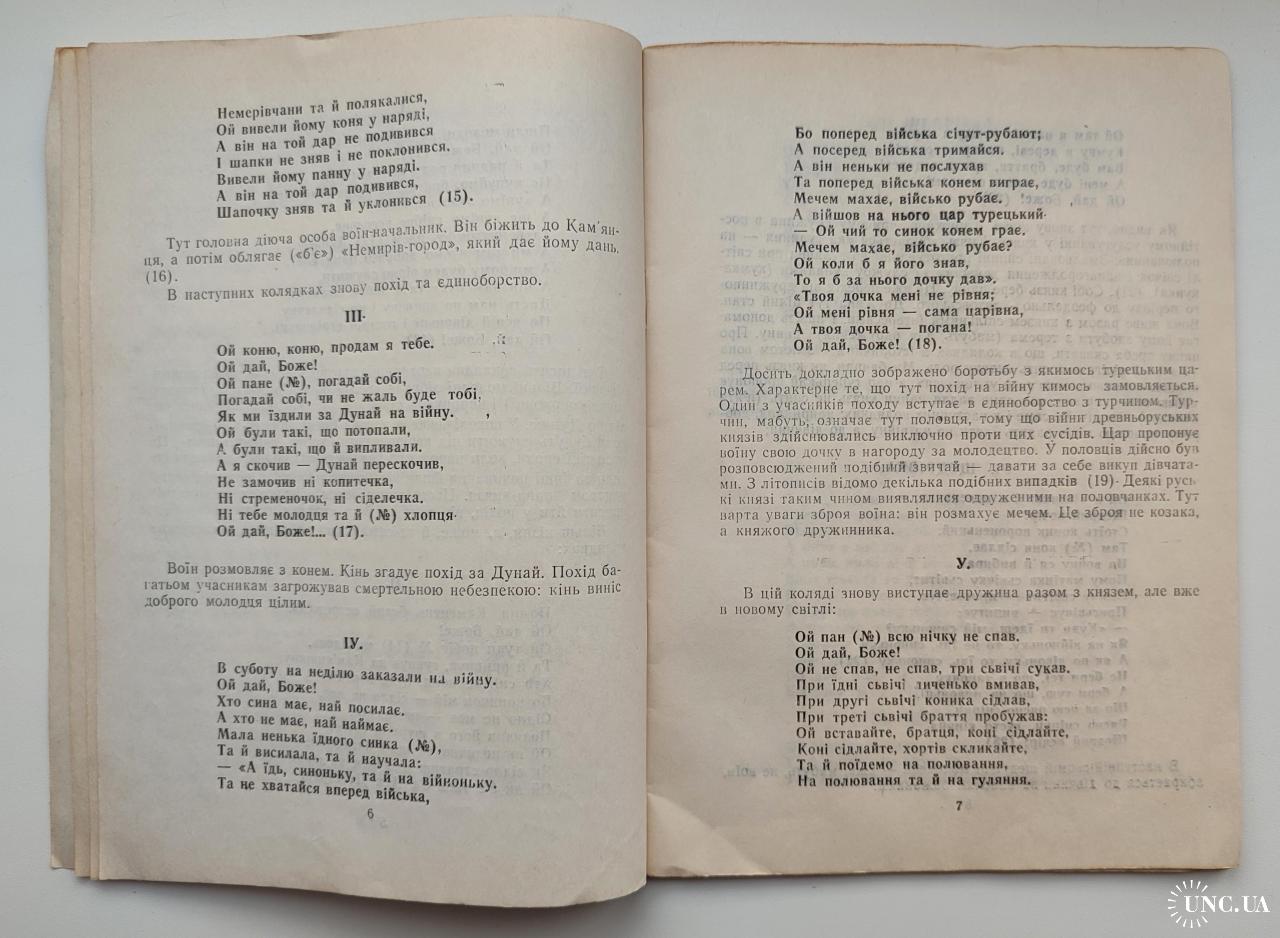 Немерівчани та й полякалися,
Ой вивели йому коня у наряді,
А він на той дар не подивився
І шапки не зняв і не поклонився.
Вивели йому панну у наряді.
А він на той дар подивився,
Шапочку зняв та й уклонився (15).
Тут головна діюча особа воїн-начальник. Він біжить до Кам'ян-
ця, а потім облягає («б'є») «Немирів-город», який дає йому дань.
(16).
В наступних колядках знову похід та єдиноборство.
III.
Ой коню, коню, продам я тебе.
Ой дай, Боже!
Ой пане (№), погадай собі,
Погадай собі, чи не жаль буде тобі,
Як ми їздили за Дунай на війну.
Ой були такі, що потопали,
А були такі, що й випливали.
А я скочив — Дунай перескочив,
Не замочив ні копитечка,
Ні стременочок, ні сіделечка.
Ні тебе молодця та й (№) хлопця.
Ой дай, Боже!... (17).
Воїн розмовляє з конем. Кінь згадує похід за Дунай. Похід ба-
гатьом учасникам загрожував смертельною небезпекою: кінь виніс
доброго молодця цілим.
ІУ.
В суботу на неділю заказали на війну.
Ой дай, Боже!
Хто сина має, най посилає.
А хто не має, най наймає.
Мала ненька їдного синка (№),
Та й висилала, та й научала:
— «А їдь, синоньку, та й на війноньку.
Та не хватайся вперед війська,
6
Бо поперед війська січут-рубают;
А посеред війська тримайся.
А він неньки не послухав
Та поперед війська конем виграє,
Мечем махає, військо рубає.
А війшов на нього цар турецький
— Ой чий то синок конем грає.
Мечем махає, військо рубає?
Ой коли б я його знав,
То я б за нього дочку дав».
«Твоя дочка мені не рівня;
Ой мені рівня — сама царівна,
А твоя дочка — погана!
Ой дай, Боже! (18).
Досить докладно зображено боротьбу з якимось турецьким ца-
рем. Характерне те, що тут похід на війну кимось замовляється.
Один з учасників походу вступає в єдиноборство з турчином. Тур-
чин, мабуть, означає тут половця, тому що війни древньоруських
князів здійснювались виключно проти цих сусідів. Цар пропонує
воїну свою дочку в нагороду за молодецтво. У половців дійсно був
розповсюджений подібний звичай — давати за себе викуп дівчата-
ми. З літописів відомо декілька подібних випадків (19). Деякі русь
кі князі таким чином виявлялися одруженими на половчанках. Тут
варта уваги зброя воїна: він розмахує мечем. Це зброя не козака,
а княжого дружинника.
У.
В цій коляді знову виступає дружина разом з князем, але вже
в новому світлі:
Ой пан (№) всю нічку не спав.
Ой дай, Боже!
Ой не спав, не спав, три сьвічі сукав.
При їдні сьвічі личенько вмивав,
При другі сьвічі коника сідлав,
При треті сьвічі браття пробужав:
Ой вставайте, братця, коні сідлайте,
Коні сідлайте, хортів скликайте,
Та й поїдемо на полювання,
На полювання та й на гуляння.
7
UNC.UA